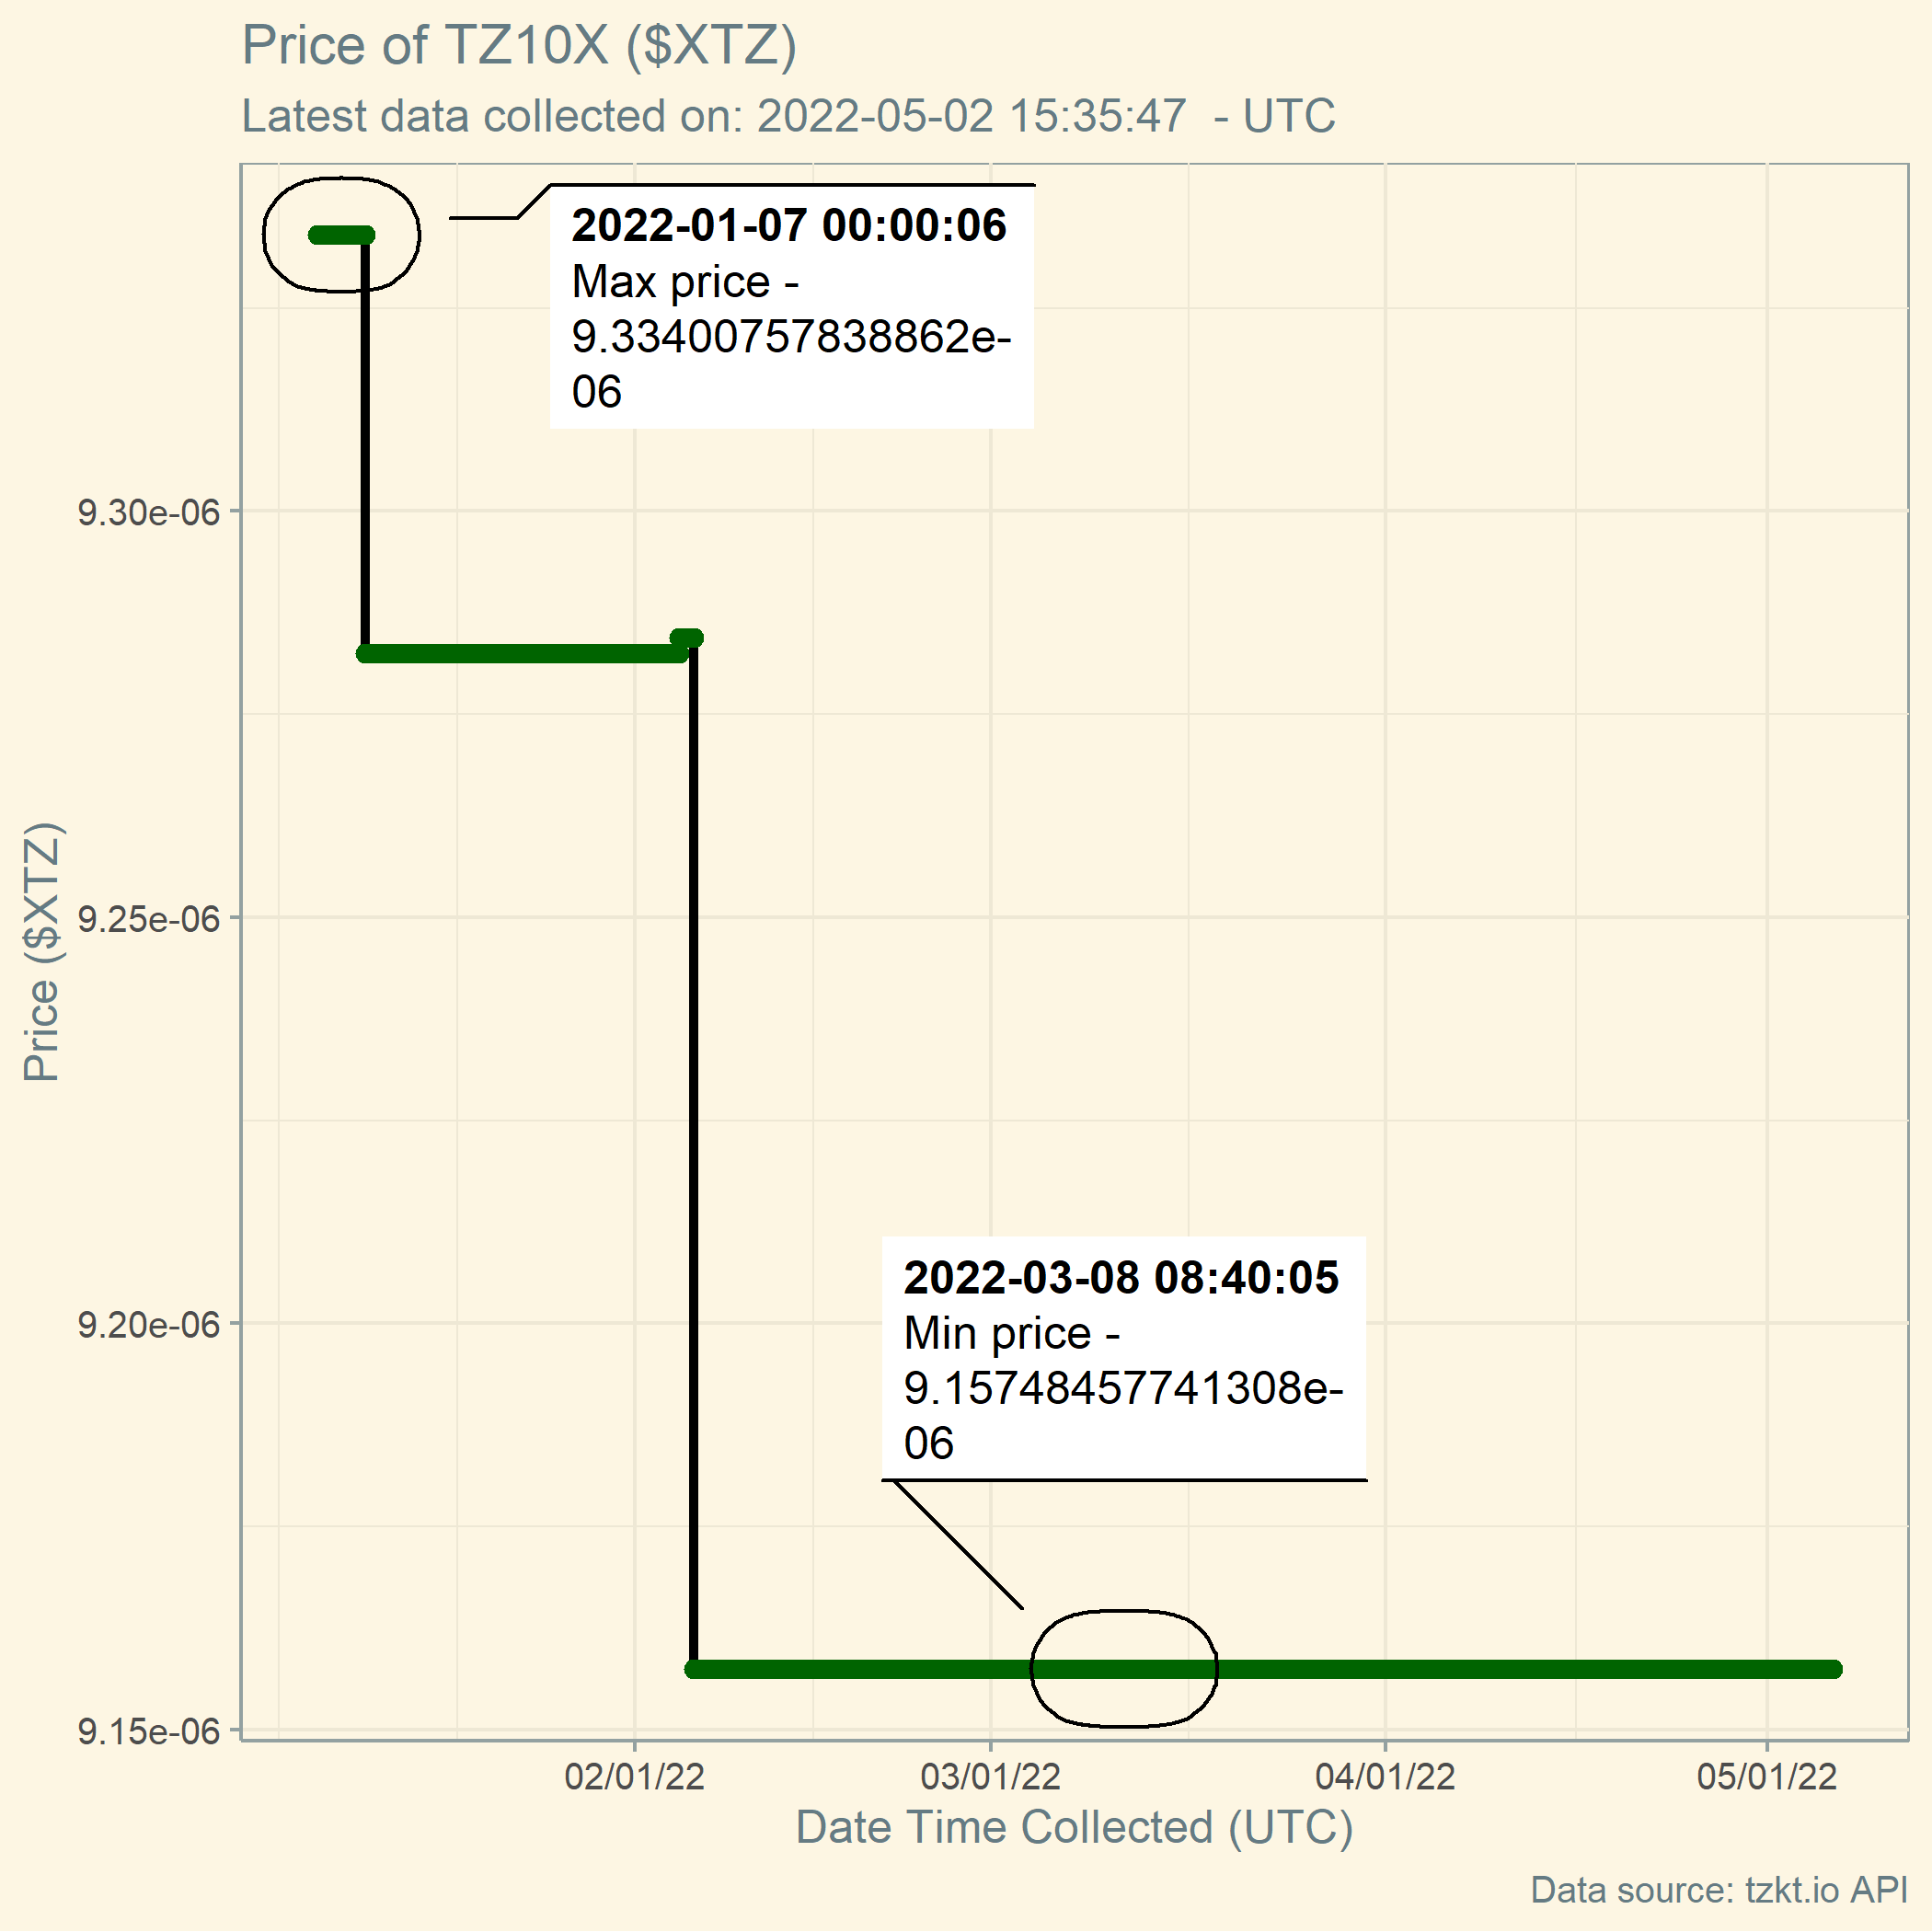 Price of TZ10X ($XTZ)
Latest data collected on: 2022-05-02 15:35:47  - UTC
2022-01-07 00:00:06
Max price -
9.33400757838862e-
06
9.30e-06
9.25e-06
9.20e-06
9.15e-06
Price ($XTZ)
2022-03-08 08:40:05
Min price -
9.15748457741308e-
06
02/01/22
03/01/22
04/01/22
05/01/22
Date Time Collected (UTC)
Data source: tzkt.io API